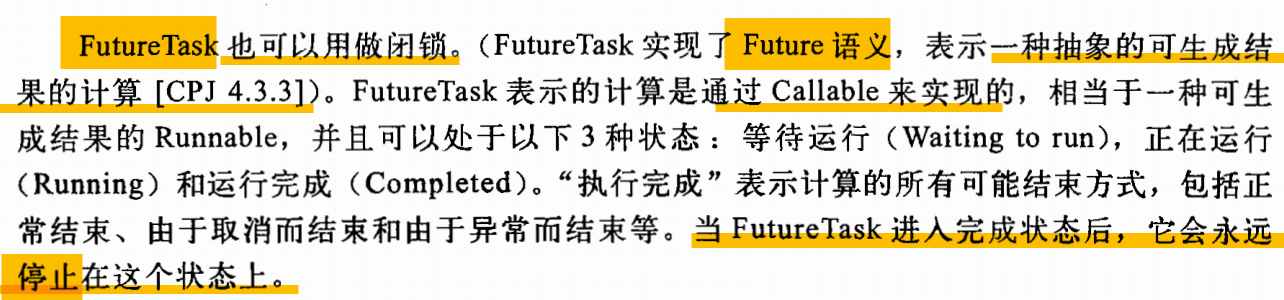 FutureTask 也可以用做闭锁。（FutureTask 实现了 Future 语义，表示一种抽象的可生成结
果的计算 [CPJ 4.3.3]）。FutureTask 表示的计算是通过 Callable 来实现的，相当于一种可生
成结果的 Runnable，并且可以处于以下 3 种状态：等待运行（Waiting to run），正在运行
（Running）和运行完成（Completed）。“执行完成”表示计算的所有可能结束方式，包括正
常结束、由于取消而结束和由于异常而结束等。当 FutureTask 进入完成状态后，它会永远
停止在这个状态上。